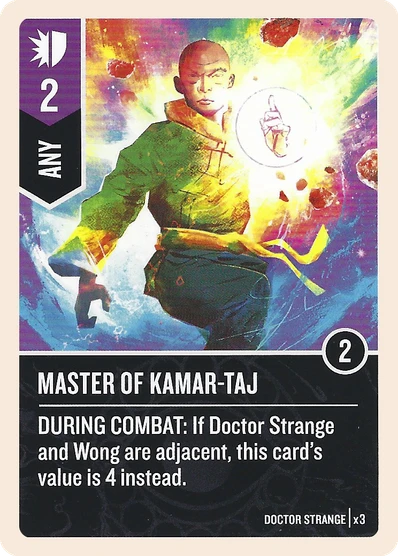 2
ANY
2
MASTER OF KAMAR-TAJ
DURING COMBAT: If Doctor Strange
and Wong are adjacent, this card's
value is 4 instead.
DOCTOR STRANGE | x3